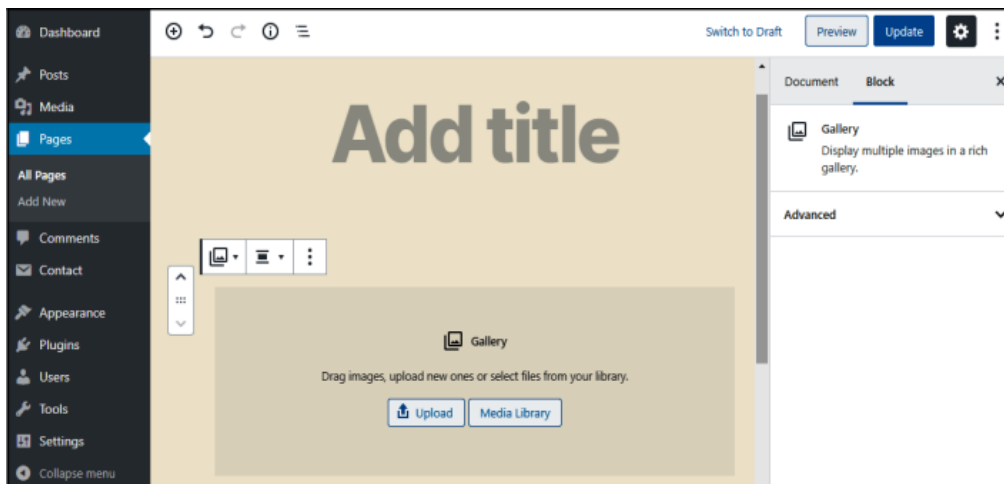 Dashboard
Posts
Media
Pages
All Pages
Add New
Comments
Contact
Appearance
Plugins
Users
Tools
Settings
Collapse menu
Switch to Draft
Preview
Update
Add title
Gallery
Drag images, upload new ones or select files from your library.
Upload
Media Library
Document
Block
Gallery
Display multiple images in a rich
gallery.
Advanced